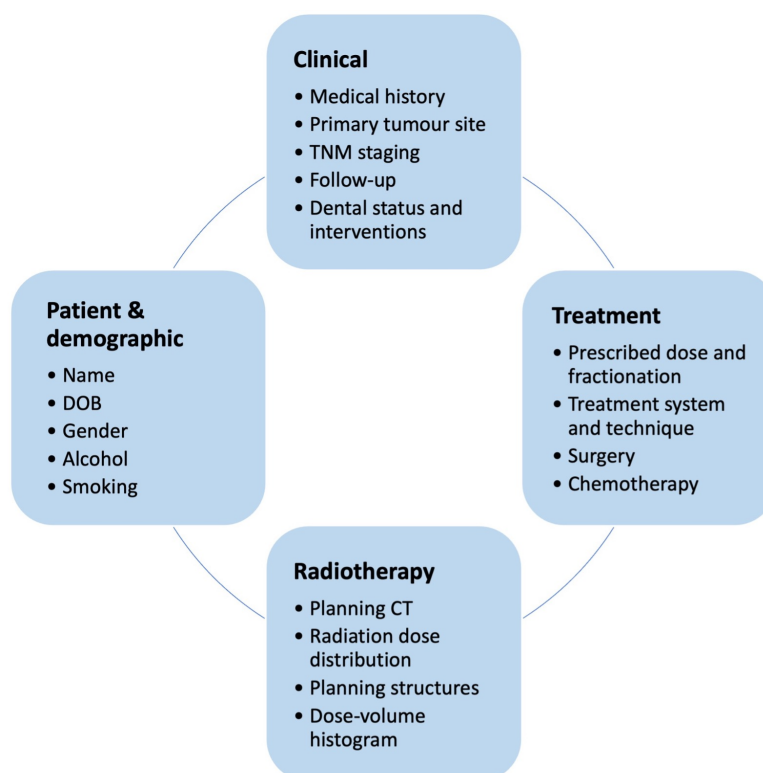 Clinical
• Medical history
• Primary tumour site
• TNM staging
• Follow-up
• Dental status and
interventions
Patient &
demographic
• Name
• DOB
• Gender
• Alcohol
• Smoking
Treatment
• Prescribed dose and
fractionation
• Treatment system
and technique
• Surgery
• Chemotherapy
Radiotherapy
• Planning CT
• Radiation dose
distribution
• Planning structures
• Dose-volume
histogram